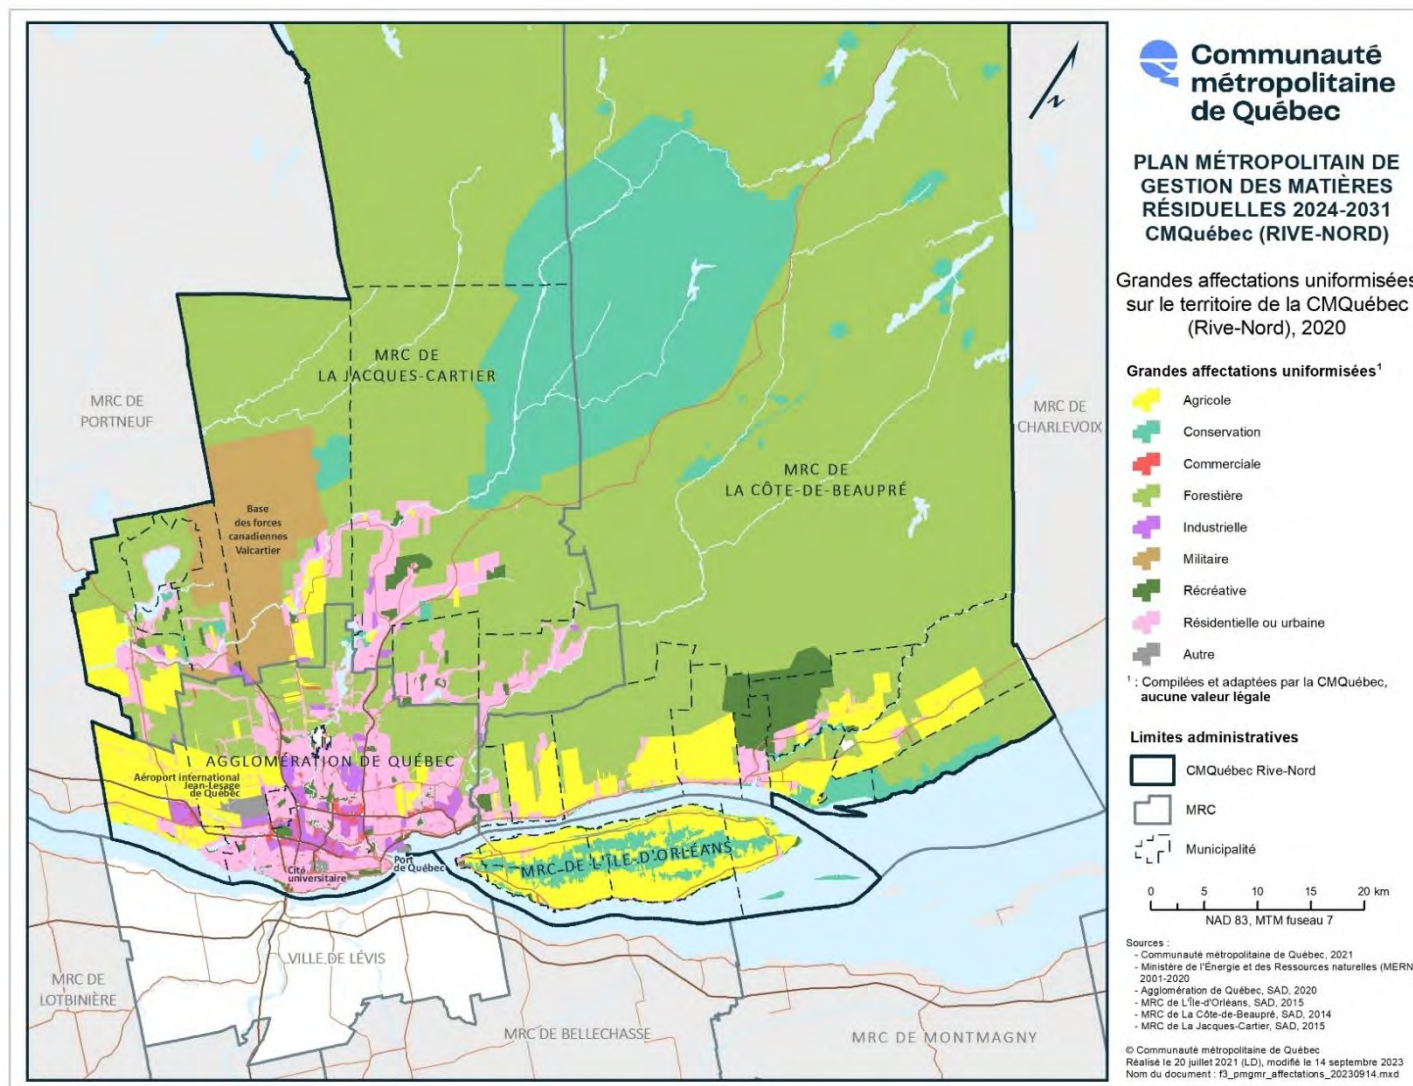 MRC DE
PORTNEUF
MRC DE
LA JACQUES-CARTIER
MRC DE
LA CÔTE-DE-BEAUPRÉ
MRC DE
CHARLEVOIX
Base
des forces
canadiennes
Valcartier
AGGLOMÉRATION DE QUÉBEC
Aéroport international
Jean-Lesage
de Québec
Cité
universitaire
Port
de Québec
MRC DE L'ÎLE-D'ORLÉANS
VILLE DE LÉVIS
MRC DE
LOTBINIÈRE
MRC DE BELLECHASSE
MRC DE MONTMAGNY
N
Communauté
métropolitaine
de Québec
PLAN MÉTROPOLITAIN DE
GESTION DES MATIÈRES
RÉSIDUELLES 2024-2031
CMQuébec (RIVE-NORD)
Grandes affectations uniformisées
sur le territoire de la CMQuébec
(Rive-Nord), 2020
Grandes affectations uniformisées¹
Agricole
Conservation
Commerciale
Forestière
Industrielle
Militaire
Récréative
Résidentielle ou urbaine
Autre
¹ : Compilées et adaptées par la CMQuébec,
aucune valeur légale
Limites administratives
CMQuébec Rive-Nord
MRC
Municipalité
0 5 10 15 20 km
NAD 83, MTM fuseau 7
Sources :
- Communauté métropolitaine de Québec, 2021
- Ministère de l'Énergie et des Ressources naturelles (MERN
2001-2020
- Agglomération de Québec, SAD, 2020
- MRC de L'Île-d'Orléans, SAD, 2015
- MRC de La Côte-de-Beaupré, SAD, 2014
- MRC de La Jacques-Cartier, SAD, 2015
© Communauté métropolitaine de Québec
Réalisé le 20 juillet 2021 (LD), modifié le 14 septembre 2023
Nom du document : f3_pmgmr_affectations_20230914.mxd